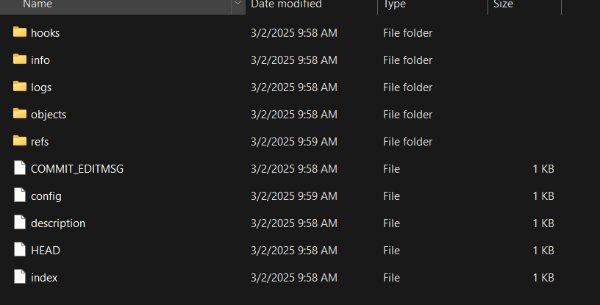 Name Date modified Type Size
hooks 3/2/2025 9:58 AM File folder
info 3/2/2025 9:58 AM File folder
logs 3/2/2025 9:58 AM File folder
objects 3/2/2025 9:58 AM File folder
refs 3/2/2025 9:59 AM File folder
COMMIT_EDITMSG 3/2/2025 9:58 AM File 1 KB
config 3/2/2025 9:59 AM File 1 KB
description 3/2/2025 9:58 AM File 1 KB
HEAD 3/2/2025 9:58 AM File 1 KB
index 3/2/2025 9:58 AM File 1 KB